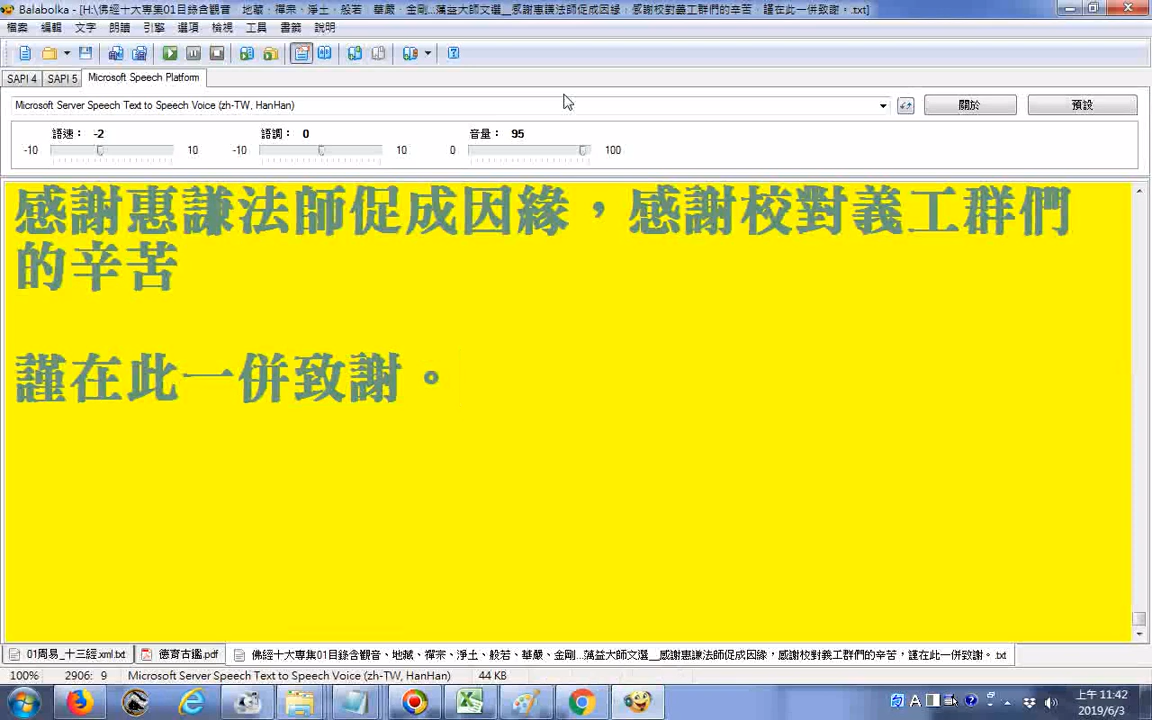 Balabolka - [H:\佛經十大專集01目錄含觀音、地藏、禪宗、淨土、般若、華嚴、金剛...蕅益大師文選__感謝惠謙法師促成因緣，感謝校對義工群們的辛苦，謹在此一併致謝。.txt]
檔案 編輯 文字 朗讀 引擎 選項 檢視 工具 書籤 說明
SAPI 4 SAPI 5 Microsoft Speech Platform
Microsoft Server Speech Text to Speech Voice (zh-TW, HanHan) 關於 預設
語速： -2 語調： 0 音量： 95
-10 10 -10 10 0 100
感謝惠謙法師促成因緣，感謝校對義工群們
的辛苦
謹在此一併致謝。
01周易_十三經.xml.txt 德育古鑑.pdf 佛經十大專集01目錄含觀音、地藏、禪宗、淨土、般若、華嚴、金剛...蕅益大師文選__感謝惠謙法師促成因緣，感謝校對義工群們的辛苦，謹在此一併致謝。.txt
100% 2906: 9 Microsoft Server Speech Text to Speech Voice (zh-TW, HanHan) 44 KB
上午 11:42
2019/6/3